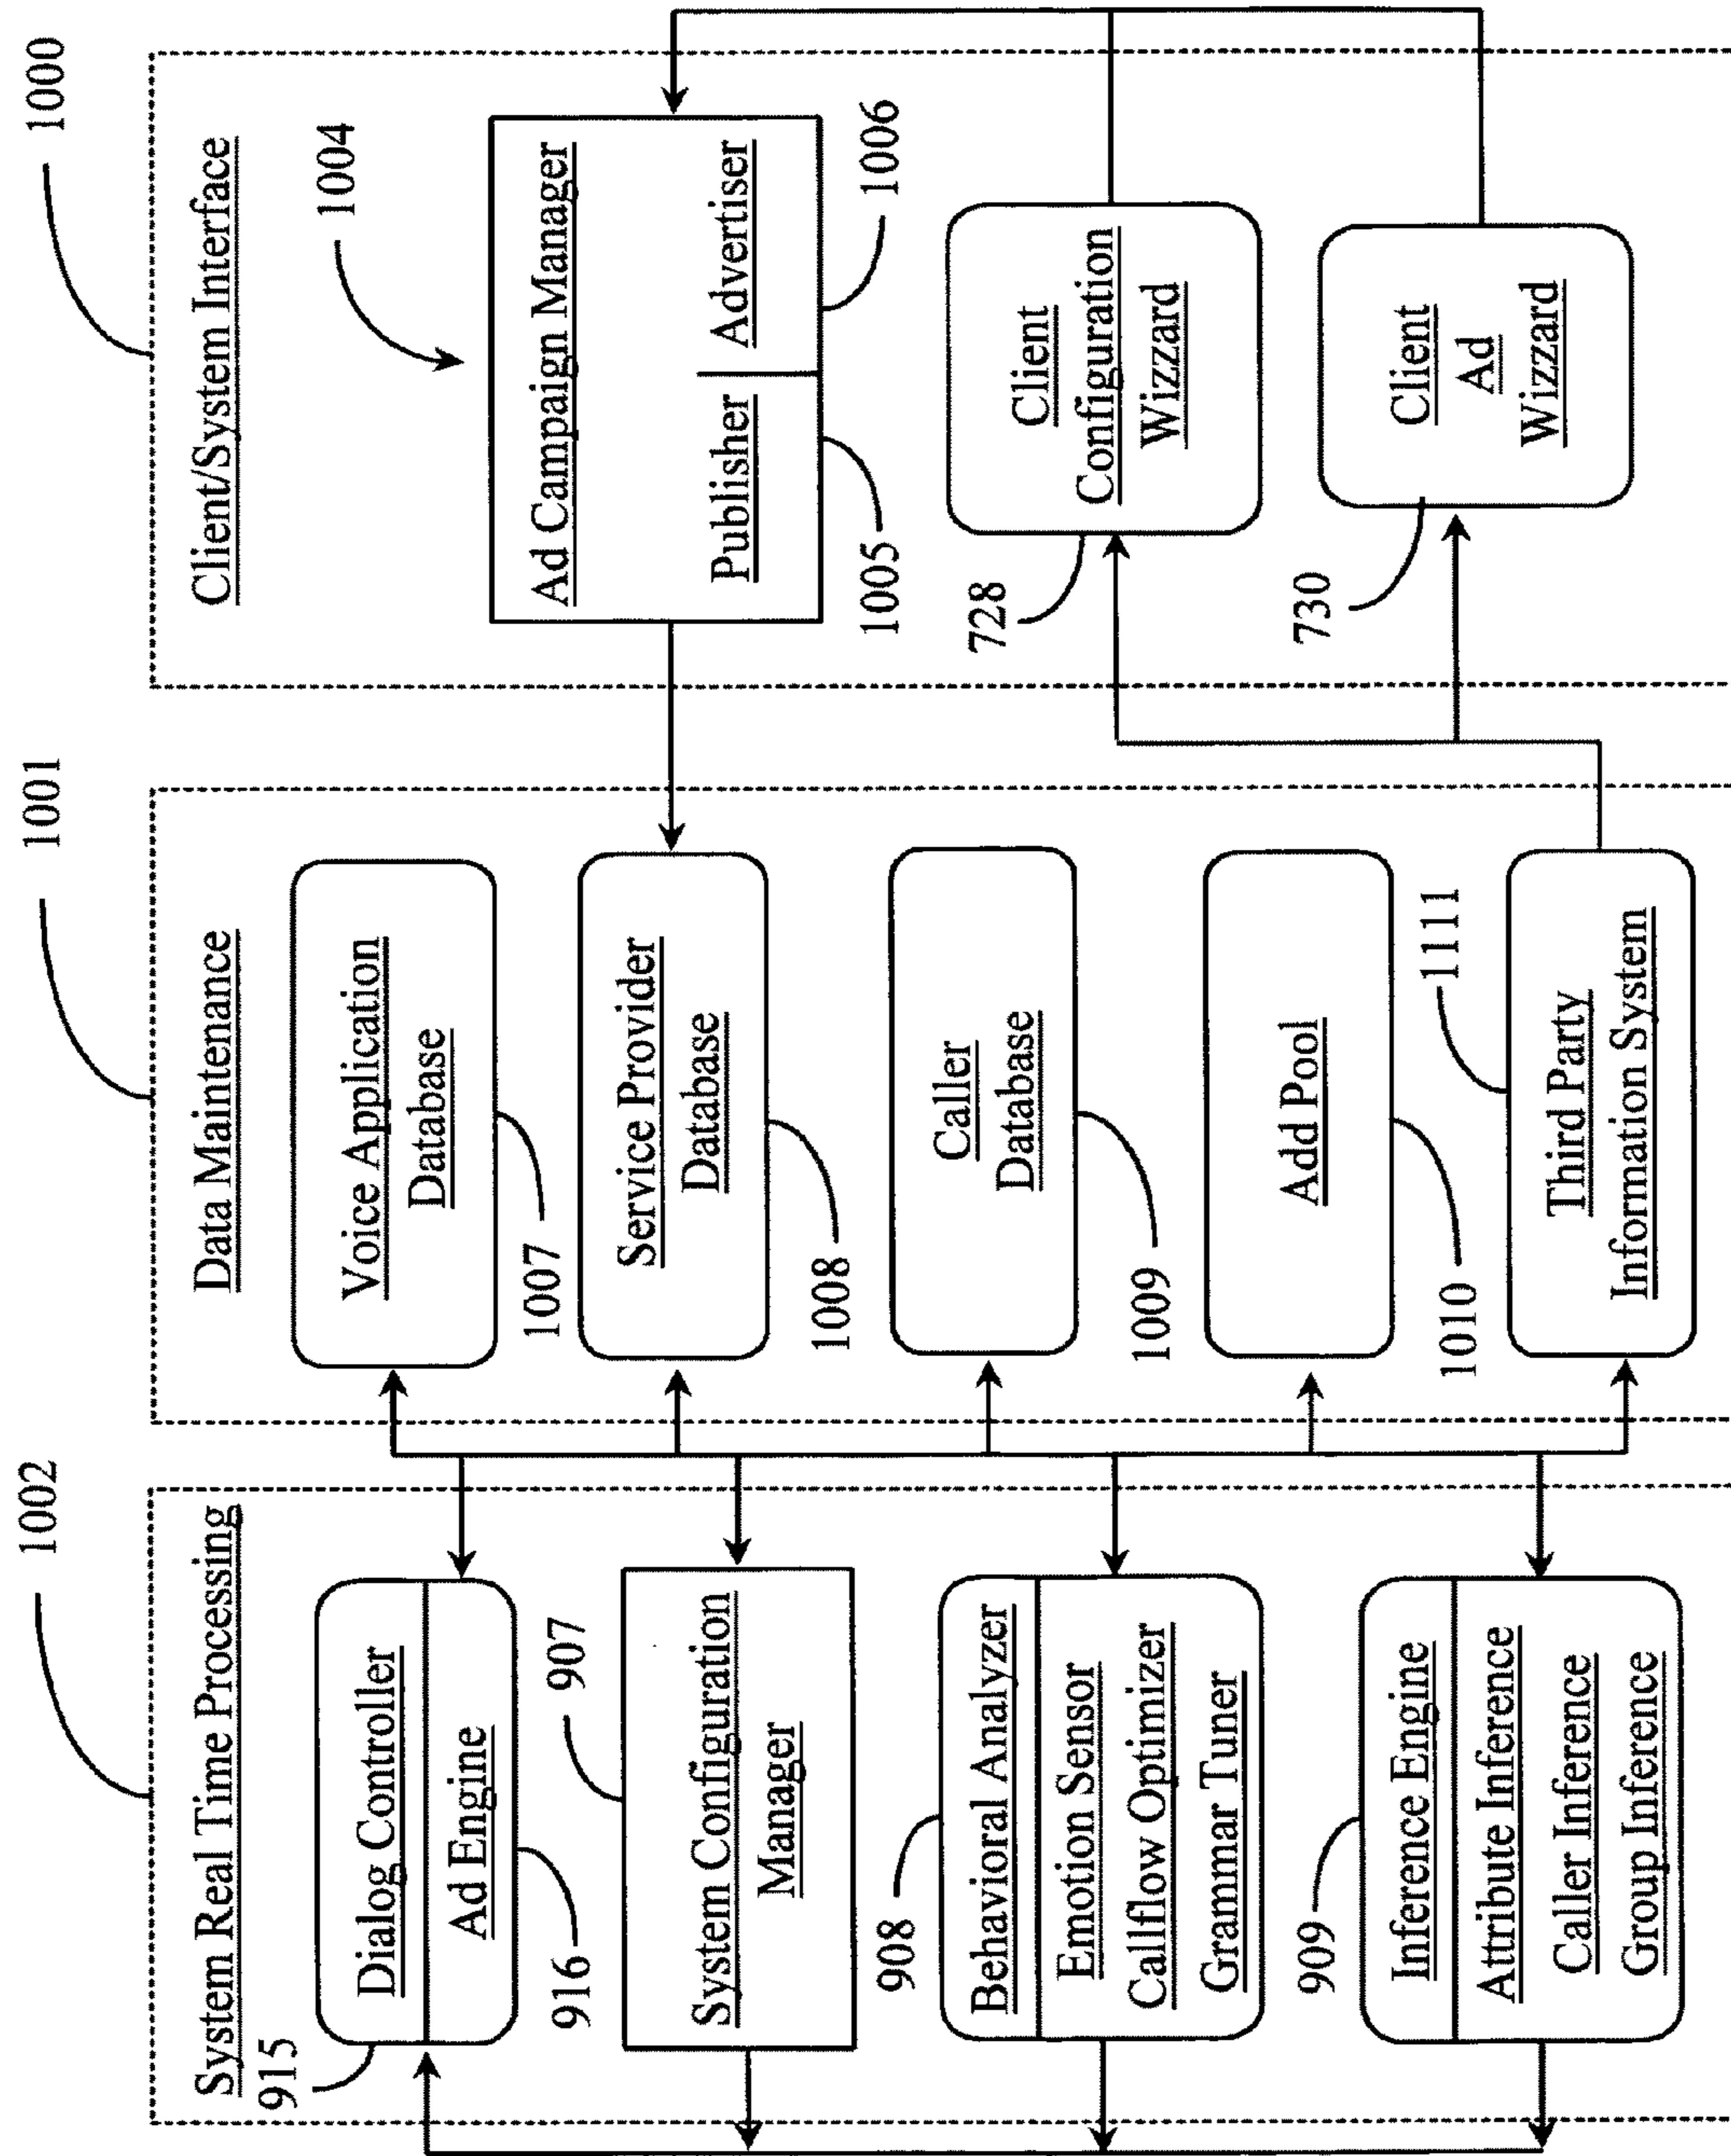 1002
System Real Time Processing
915
Dialog Controller
Ad Engine
916
907
System Configuration
Manager
908
Behavioral Analyzer
Emotion Sensor
Callflow Optimizer
Grammar Tuner
909
Inference Engine
Attribute Inference
Caller Inference
Group Inference
1001
Data Maintenance
Voice Application
Database
1007
Service Provider
Database
1008
Caller
Database
1009
Add Pool
1010
1111
Third Party
Information System
1000
Client/System Interface
1004
Ad Campaign Manager
Publisher
Advertiser
1005
1006
Client
Configuration
Wizzard
728
Client
Ad
Wizzard
730